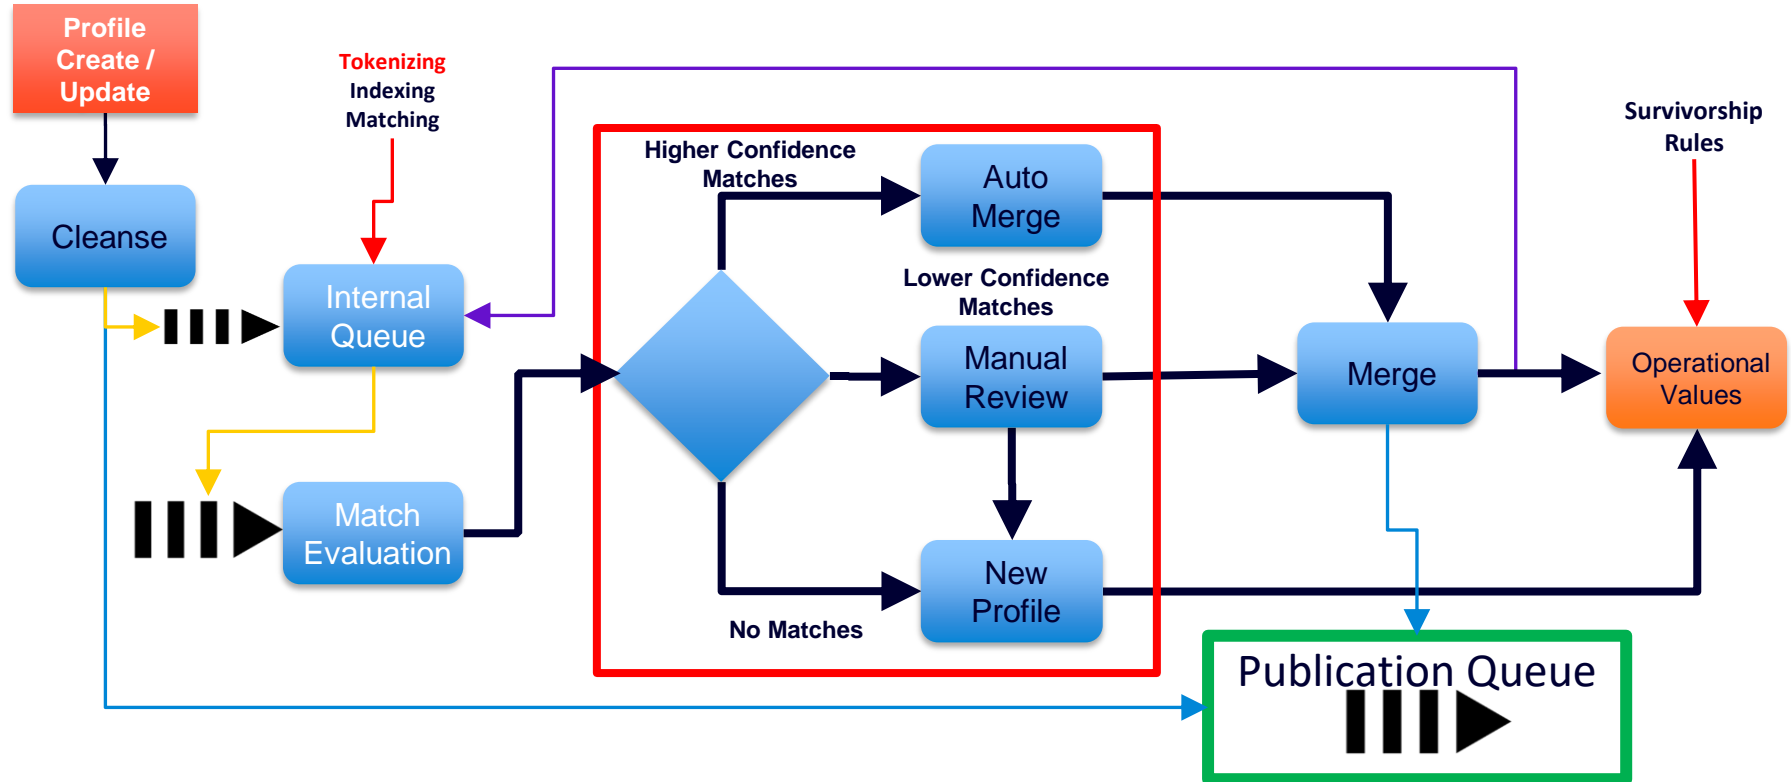 Profile
Create /
Update
Tokenizing
Indexing
Matching
Survivorship
Rules
Higher Confidence
Matches
Auto
Merge
Cleanse
Internal
Queue
Lower Confidence
Matches
Manual
Review
Merge
Operational
Values
Match
Evaluation
New
Profile
No Matches
Publication Queue